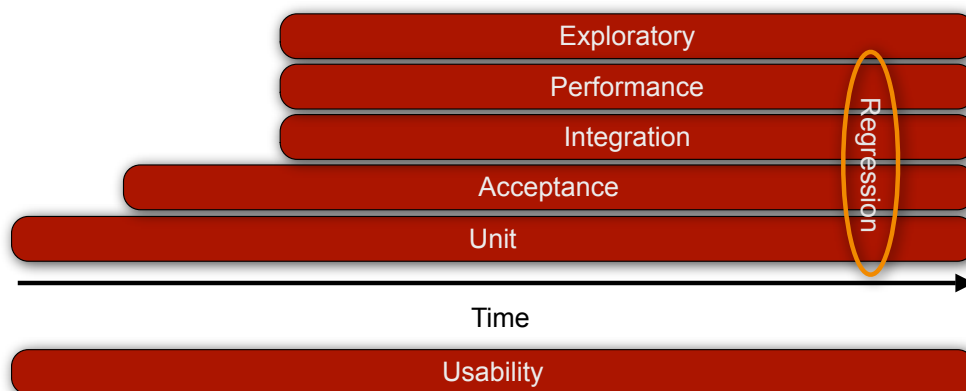 Exploratory
Performance
Integration
Acceptance
Unit
Regression
Time
Usability